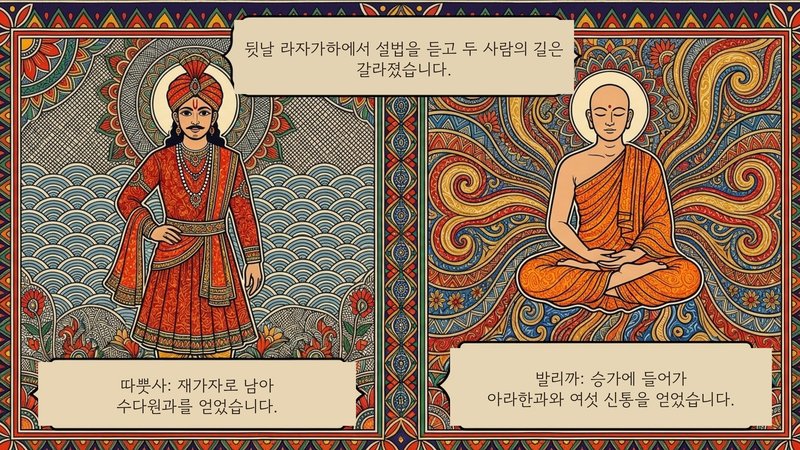 뒷날 라자가하에서 설법을 듣고 두 사람의 길은
갈라졌습니다.
따뿟사: 재가자로 남아
수다원과를 얻었습니다.
발리까: 승가에 들어가
아라한과와 여섯 신통을 얻었습니다.